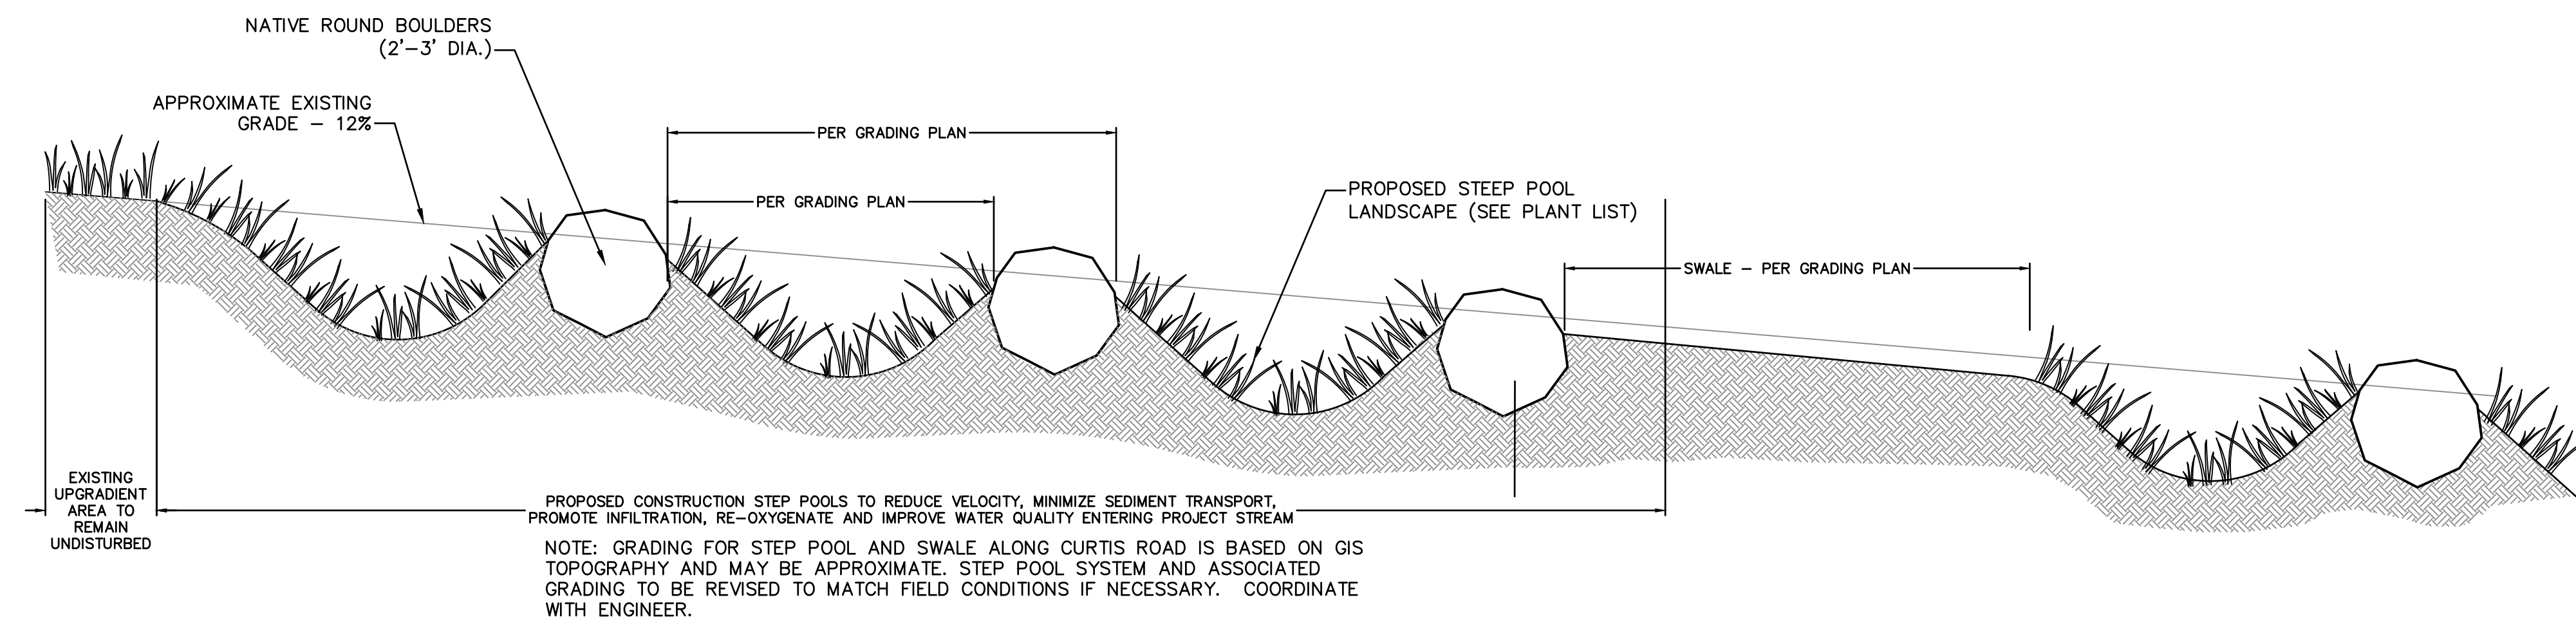 NATIVE ROUND BOULDERS
(2'-3' DIA.)
APPROXIMATE EXISTING
GRADE - 12%
PER GRADING PLAN
PER GRADING PLAN
PROPOSED STEEP POOL
LANDSCAPE (SEE PLANT LIST)
SWALE - PER GRADING PLAN
EXISTING
UPGRADIENT
AREA TO
REMAIN
UNDISTURBED
PROPOSED CONSTRUCTION STEP POOLS TO REDUCE VELOCITY, MINIMIZE SEDIMENT TRANSPORT,
PROMOTE INFILTRATION, RE-OXYGENATE AND IMPROVE WATER QUALITY ENTERING PROJECT STREAM
NOTE: GRADING FOR STEP POOL AND SWALE ALONG CURTIS ROAD IS BASED ON GIS
TOPOGRAPHY AND MAY BE APPROXIMATE. STEP POOL SYSTEM AND ASSOCIATED
GRADING TO BE REVISED TO MATCH FIELD CONDITIONS IF NECESSARY. COORDINATE
WITH ENGINEER.